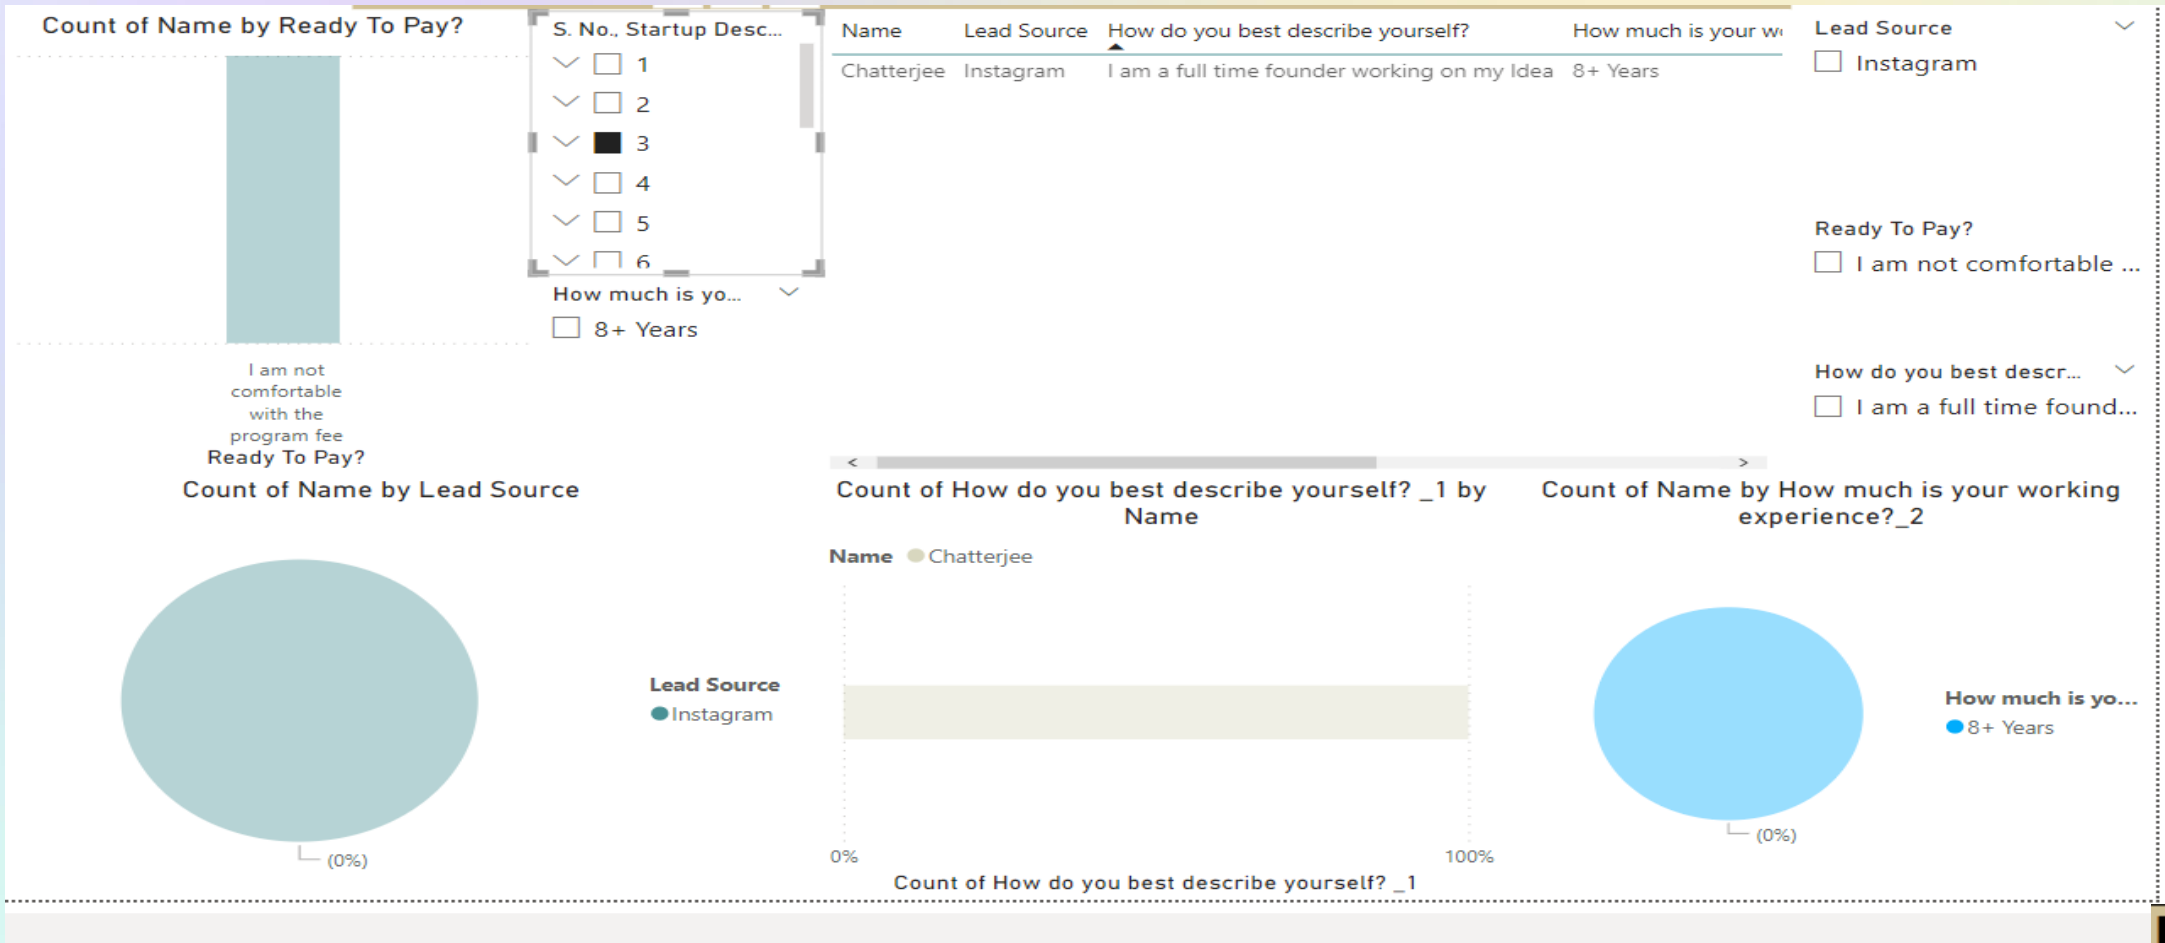 Count of Name by Ready To Pay?
I am not
comfortable
with the
program fee
Ready To Pay?
S. No., Startup Desc...
1
2
3
4
5
6
How much is yo...
8+ Years
Name Lead Source How do you best describe yourself? How much is your
Chatterjee Instagram I am a full time founder working on my Idea 8+ Years
< >
Lead Source
Instagram
Ready To Pay?
I am not comfortable ...
How do you best descr...
I am a full time found...
Count of Name by Lead Source
(0%)
Lead Source
Instagram
Count of How do you best describe yourself? _1 by
Name
Name Chatterjee
0% 100%
Count of How do you best describe yourself? _1
Count of Name by How much is your working
experience?_2
(0%)
How much is yo...
8+ Years